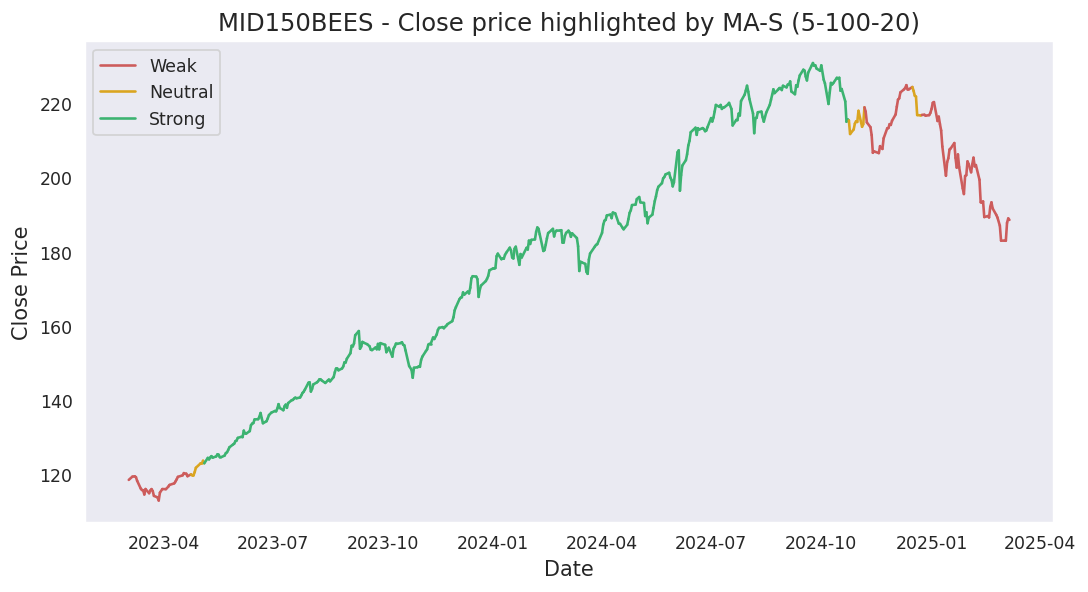 MID150BEES - Close price highlighted by MA-S (5-100-20)
Weak
Neutral
Strong
Close Price
220
200
180
160
140
120
2023-04 2023-07 2023-10 2024-01 2024-04 2024-07 2024-10 2025-01 2025-04
Date